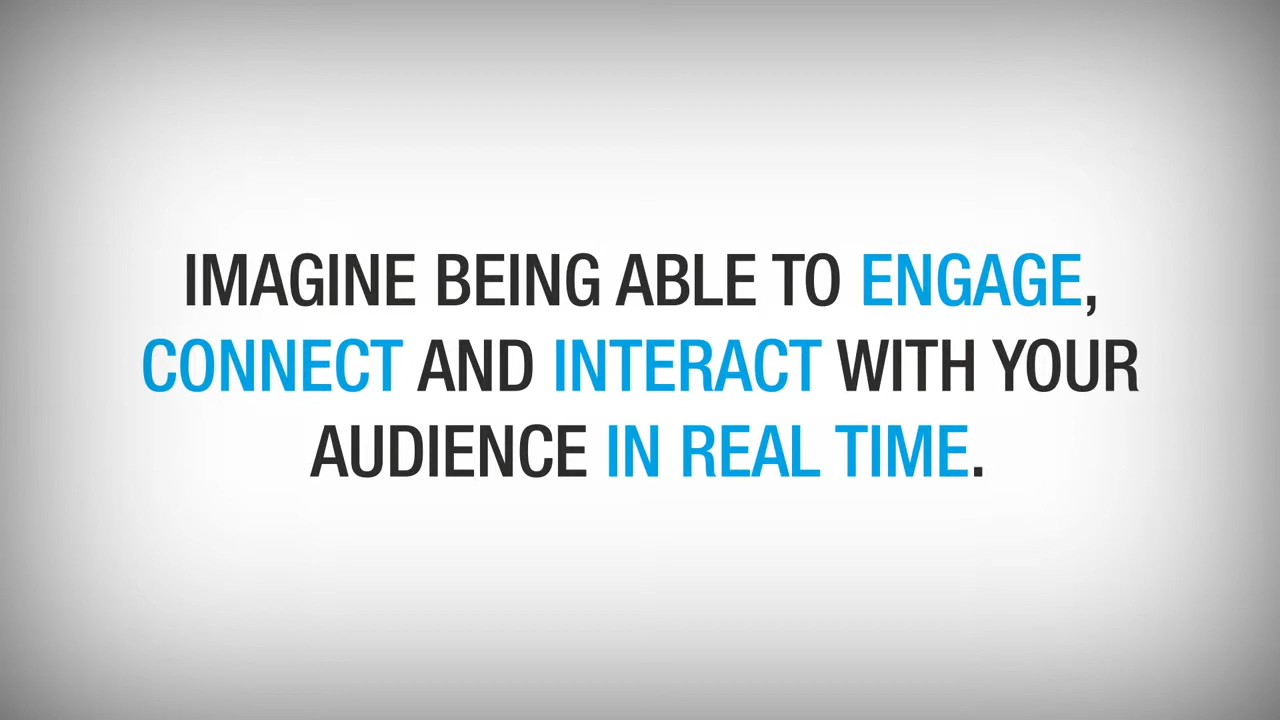 IMAGINE BEING ABLE TO ENGAGE,
CONNECT AND INTERACT WITH YOUR
AUDIENCE IN REAL TIME.